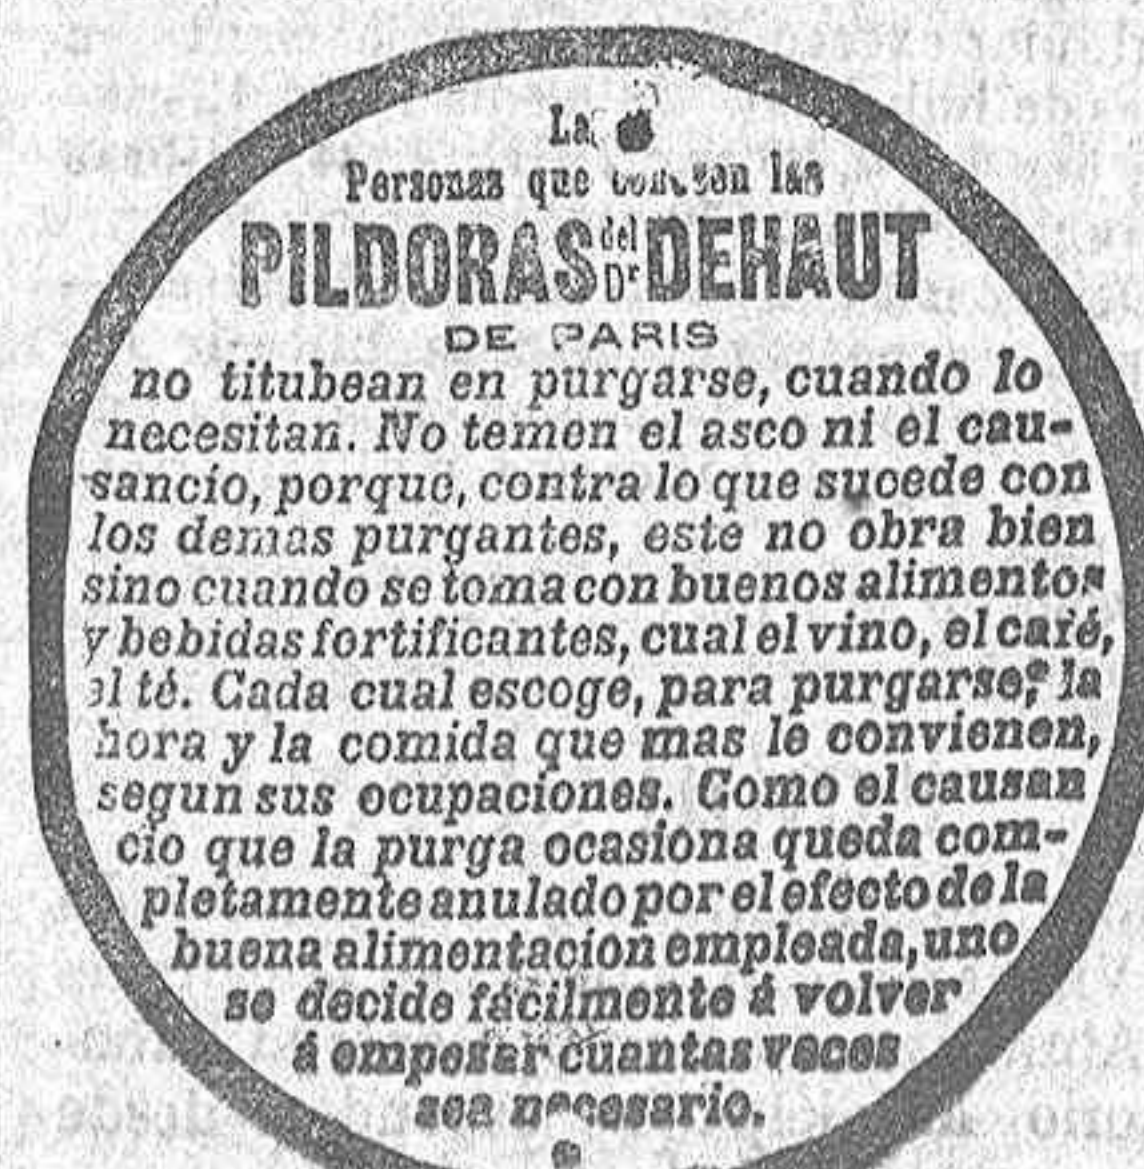 Las
Personas que conocen las
PILDORAS del Dr DEHAUT
DE PARIS
no titubean en purgarse, cuando lo
necesitan. No temen el asco ni el cau-
sancio, porque, contra lo que sucede con
los demas purgantes, este no obra bien
sino cuando se toma con buenos alimentos
y bebidas fortificantes, cual el vino, el café,
el té. Cada cual escoge, para purgarse, la
hora y la comida que mas le convienen,
segun sus ocupaciones. Como el causan
cio que la purga ocasiona queda com-
pletamente anulado por el efecto de la
buena alimentacion empleada, uno
se decide fácilmente á volver
á empezar cuantas veces
sea necesario.